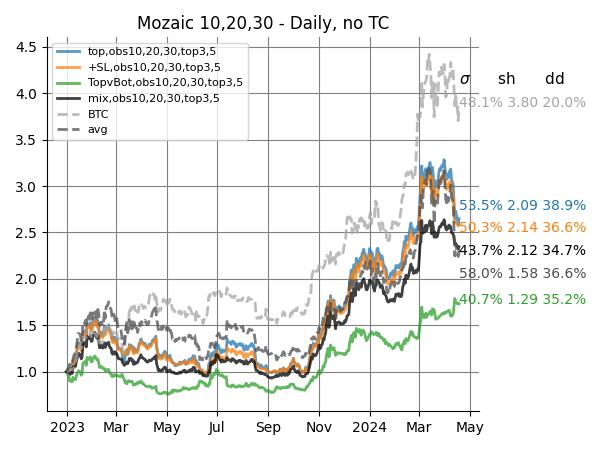 Mozaic 10,20,30 - Daily, no TC
4.5
4.0
3.5
3.0
2.5
2.0
1.5
1.0
top,obs10,20,30,top3,5
+SL,obs10,20,30,top3,5
TopvBot,obs10,20,30,top3,5
mix,obs10,20,30,top3,5
BTC
avg
σ sh dd
48.1% 3.80 20.0%
53.5% 2.09 38.9%
50.3% 2.14 36.6%
43.7% 2.12 34.7%
58.0% 1.58 36.6%
40.7% 1.29 35.2%
2023 Mar May Jul Sep Nov 2024 Mar May